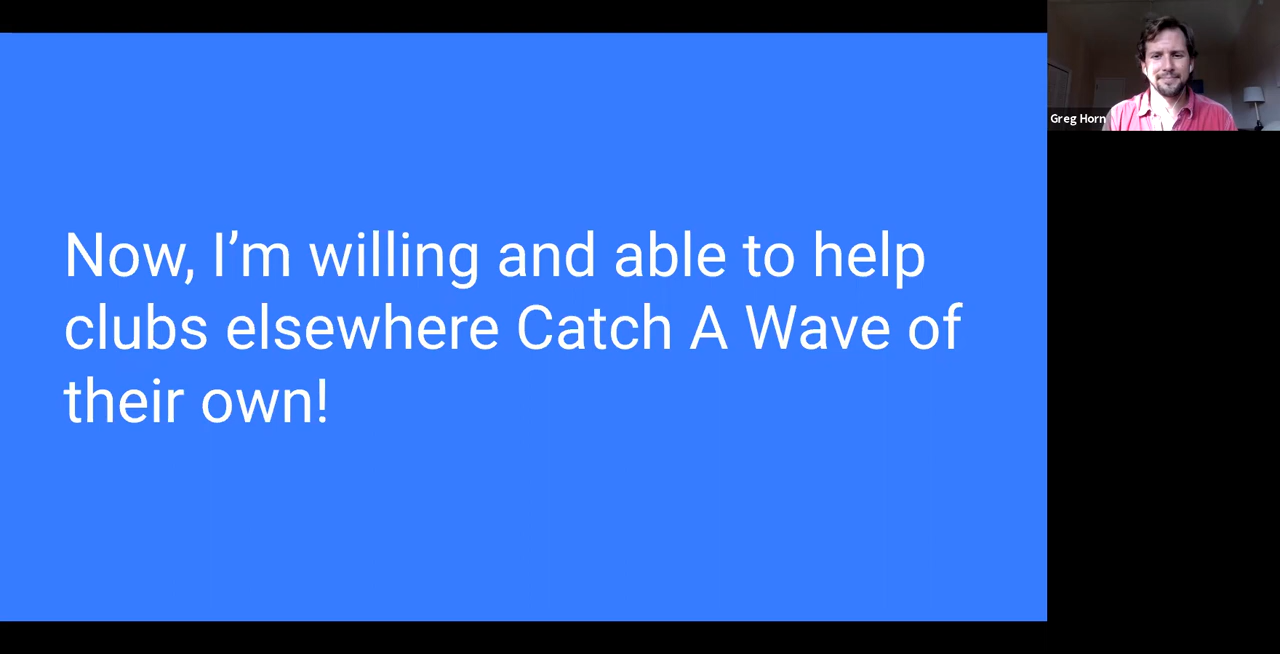 Now, I’m willing and able to help
clubs elsewhere Catch A Wave of
their own!
Greg Horn